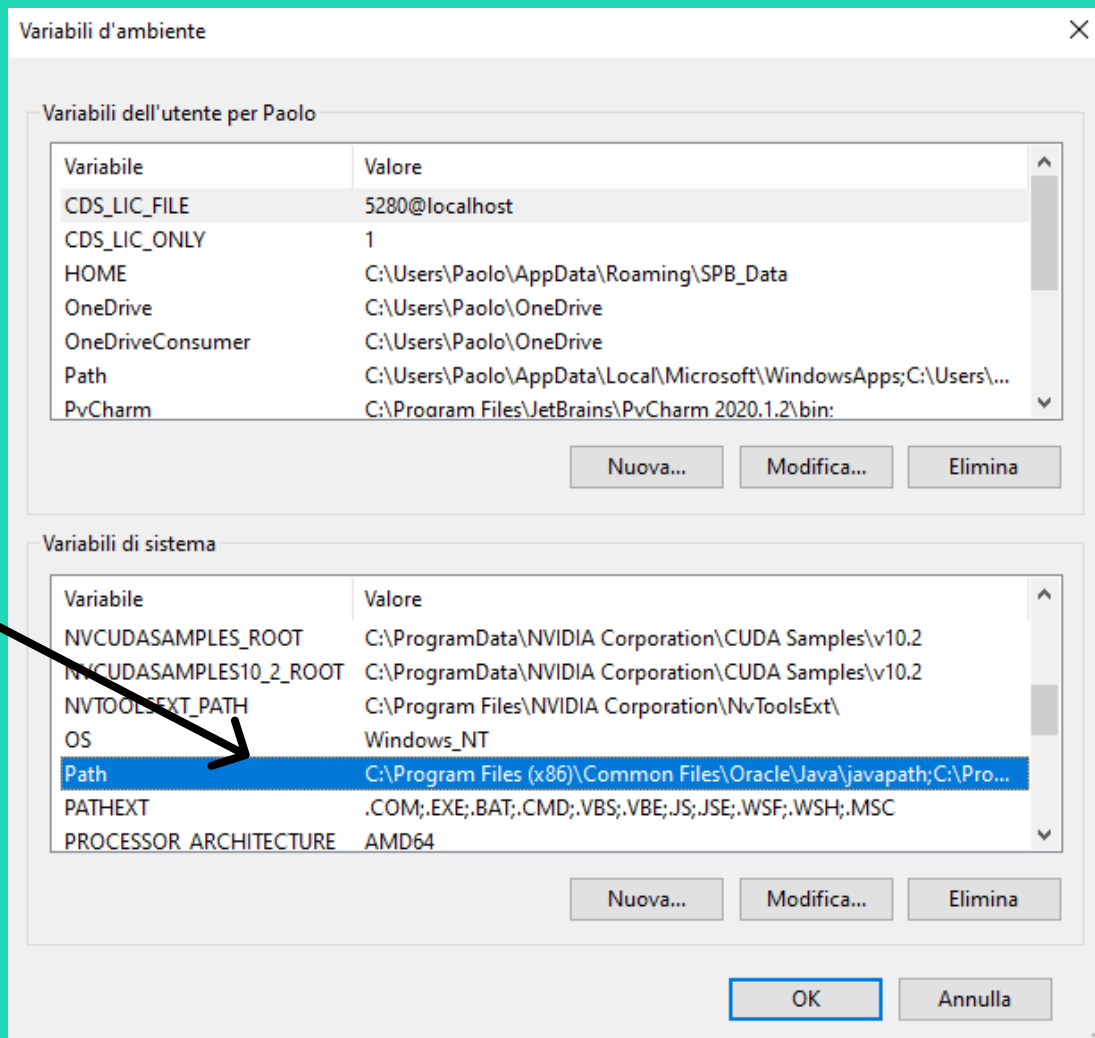 Variabili d'ambiente
Variabili dell'utente per Paolo
Variabile Valore
CDS_LIC_FILE 5280@localhost
CDS_LIC_ONLY 1
HOME C:\Users\Paolo\AppData\Roaming\SPB_Data
OneDrive C:\Users\Paolo\OneDrive
OneDriveConsumer C:\Users\Paolo\OneDrive
Path C:\Users\Paolo\AppData\Local\Microsoft\WindowsApps;C:\Users\...
PyCharm C:\Program Files\JetBrains\PyCharm 2020.1.2\bin;
Nuova... Modifica... Elimina
Variabili di sistema
Variabile Valore
NVCUDASAMPLES_ROOT C:\ProgramData\NVIDIA Corporation\CUDA Samples\v10.2
NVCUDASAMPLES10_2_ROOT C:\ProgramData\NVIDIA Corporation\CUDA Samples\v10.2
NVTOOLSEXT_PATH C:\Program Files\NVIDIA Corporation\NvToolsExt\
OS Windows_NT
Path C:\Program Files (x86)\Common Files\Oracle\Java\javapath;C:\Pro...
PATHEXT .COM;.EXE;.BAT;.CMD;.VBS;.VBE;.JS;.JSE;.WSF;.WSH;.MSC
PROCESSOR_ARCHITECTURE AMD64
Nuova... Modifica... Elimina
OK Annulla